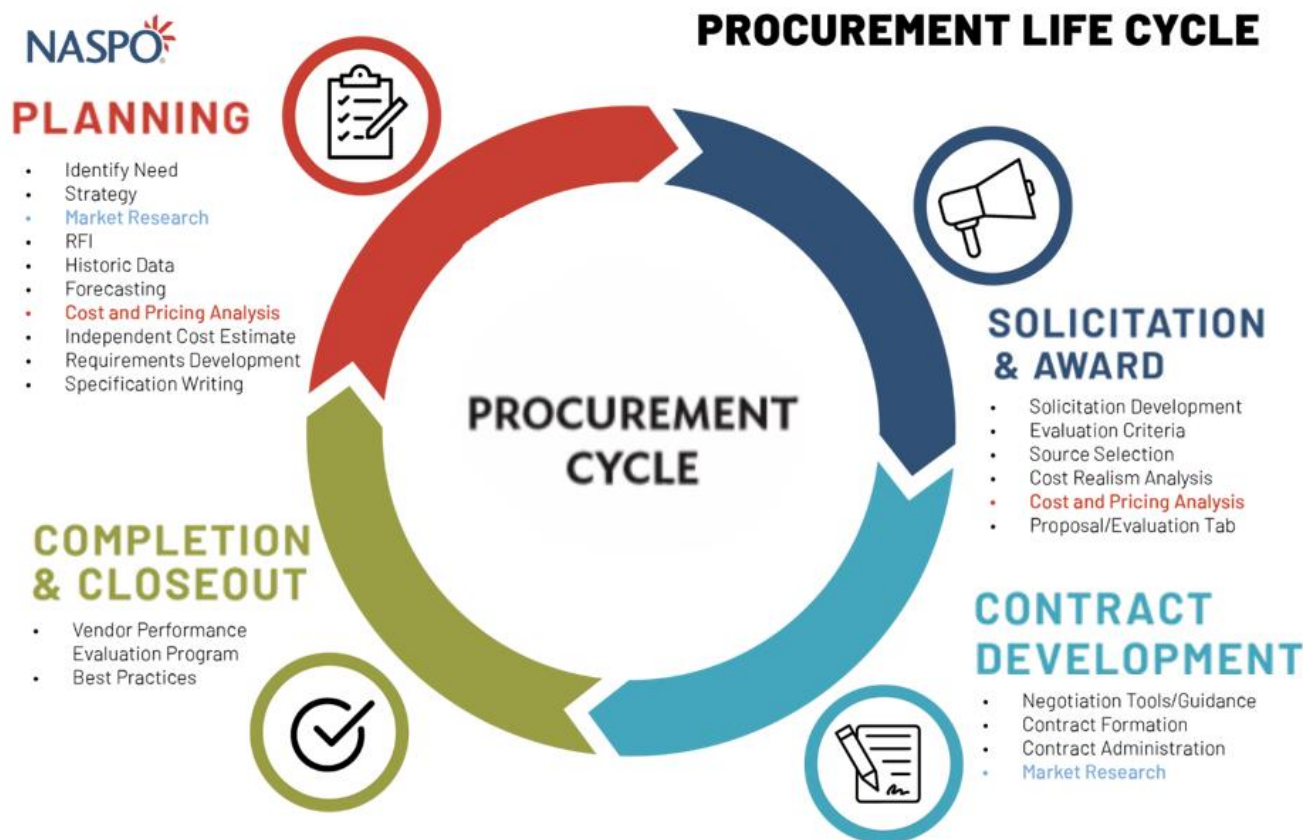 NASPO
PROCUREMENT LIFE CYCLE
PLANNING
• Identify Need
• Strategy
• Market Research
• RFI
• Historic Data
• Forecasting
• Cost and Pricing Analysis
• Independent Cost Estimate
• Requirements Development
• Specification Writing
SOLICITATION
& AWARD
• Solicitation Development
• Evaluation Criteria
• Source Selection
• Cost Realism Analysis
• Cost and Pricing Analysis
• Proposal/Evaluation Tab
PROCUREMENT
CYCLE
COMPLETION
& CLOSEOUT
• Vendor Performance
Evaluation Program
• Best Practices
CONTRACT
DEVELOPMENT
• Negotiation Tools/Guidance
• Contract Formation
• Contract Administration
• Market Research